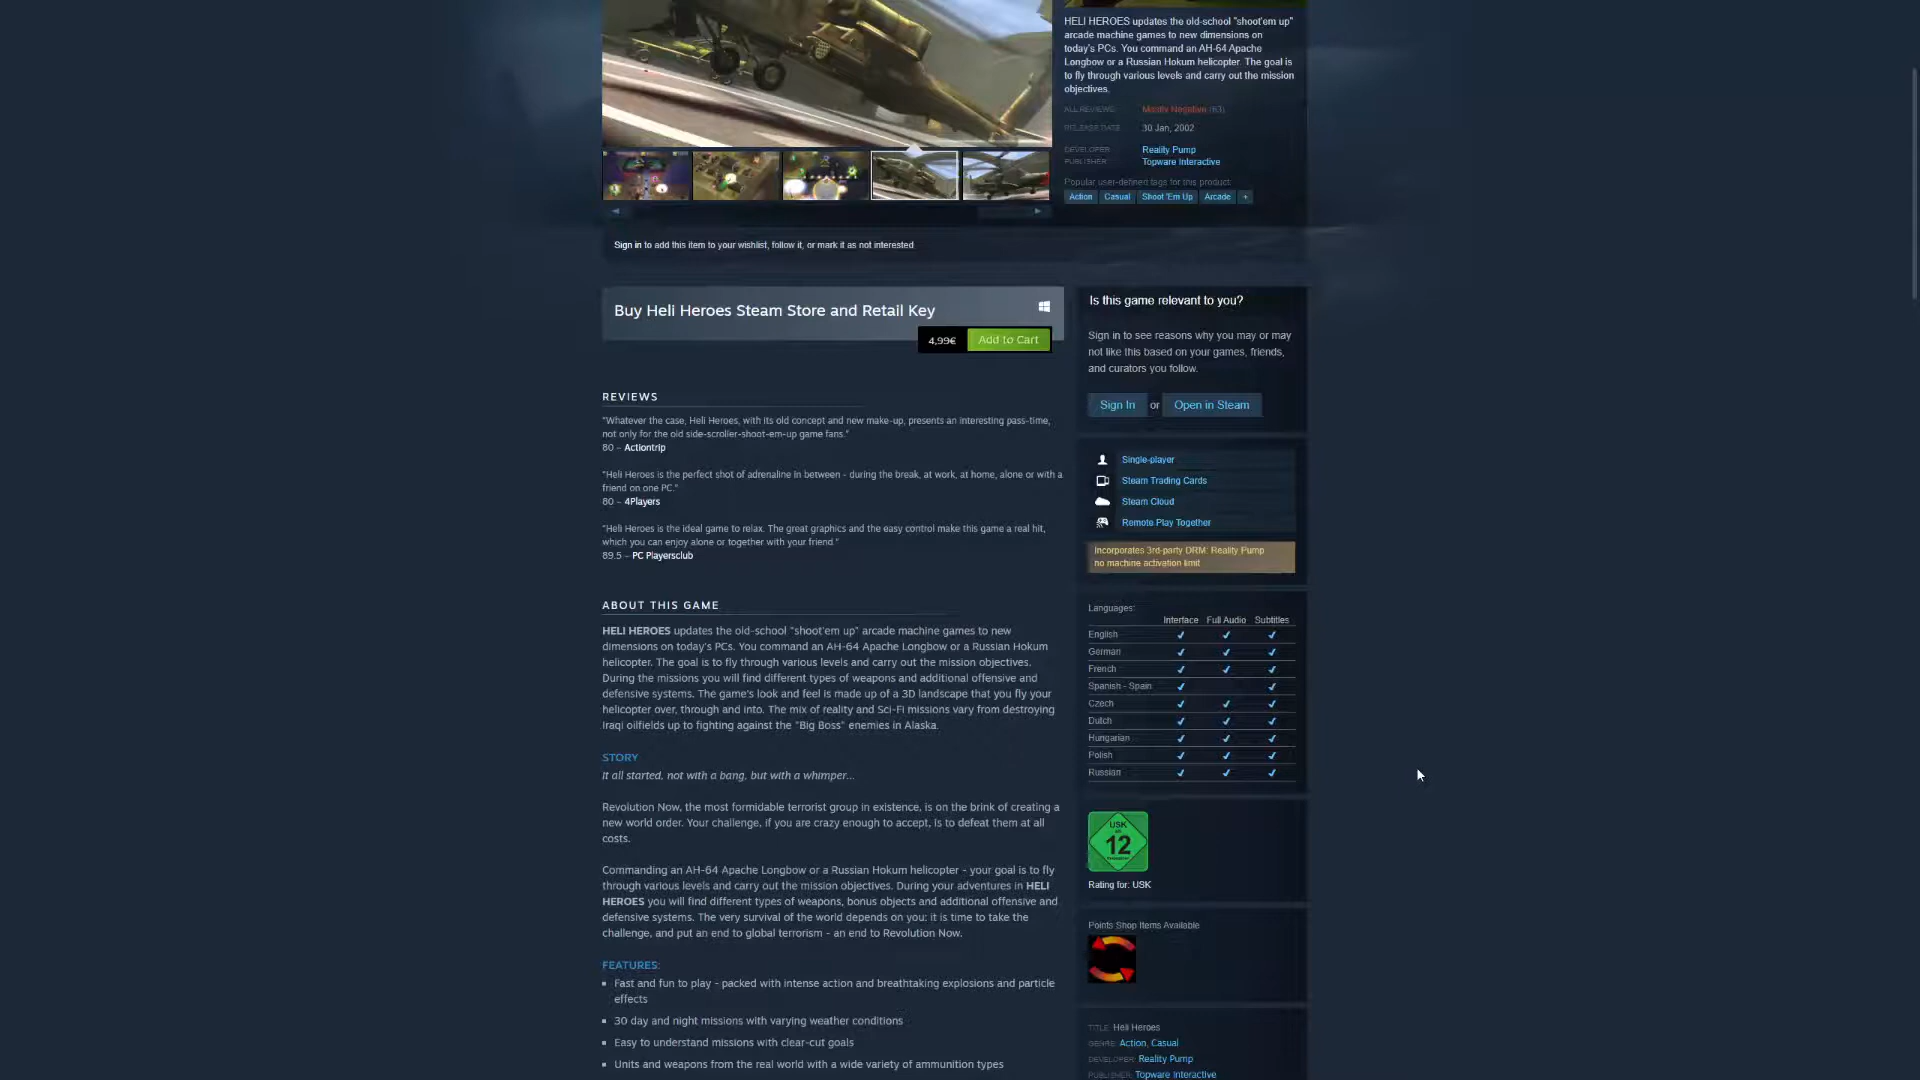 HELI HEROES updates the old-school "shoot'em up"
arcade machine games to new dimensions on
today's PCs. You command an AH-64 Apache
Longbow or a Russian Hokum helicopter. The goal is
to fly through various levels and carry out the mission
objectives.
ALL REVIEWS: Mostly Negative (63)
RELEASE DATE: 30 Jan, 2002
DEVELOPER: Reality Pump
PUBLISHER: Topware Interactive
Popular user-defined tags for this product:
Action Casual Shoot 'Em Up Arcade +
Sign in to add this item to your wishlist, follow it, or mark it as not interested
Buy Heli Heroes Steam Store and Retail Key
4,99€ Add to Cart
REVIEWS
"Whatever the case, Heli Heroes, with its old concept and new make-up, presents an interesting pass-time,
not only for the old side-scroller-shoot-em-up game fans."
80 – Actiontrip
"Heli Heroes is the perfect shot of adrenaline in between - during the break, at work, at home, alone or with a
friend on one PC."
80 – 4Players
"Heli Heroes is the ideal game to relax. The great graphics and the easy control make this game a real hit,
which you can enjoy alone or together with your friend."
89.5 – PC Playersclub
ABOUT THIS GAME
HELI HEROES updates the old-school "shoot'em up" arcade machine games to new
dimensions on today's PCs. You command an AH-64 Apache Longbow or a Russian Hokum
helicopter. The goal is to fly through various levels and carry out the mission objectives.
During the missions you will find different types of weapons and additional offensive and
defensive systems. The game's look and feel is made up of a 3D landscape that you fly your
helicopter over, through and into. The mix of reality and Sci-Fi missions vary from destroying
Iraqi oilfields up to fighting against the "Big Boss" enemies in Alaska.
STORY
It all started, not with a bang, but with a whimper...
Revolution Now, the most formidable terrorist group in existence, is on the brink of creating a
new world order. Your challenge, if you are crazy enough to accept, is to defeat them at all
costs.
Commanding an AH-64 Apache Longbow or a Russian Hokum helicopter - your goal is to fly
through various levels and carry out the mission objectives. During your adventures in HELI
HEROES you will find different types of weapons, bonus objects and additional offensive and
defensive systems. The very survival of the world depends on you: it is time to take the
challenge, and put an end to global terrorism - an end to Revolution Now.
FEATURES:
Fast and fun to play - packed with intense action and breathtaking explosions and particle
effects
30 day and night missions with varying weather conditions
Easy to understand missions with clear-cut goals
Units and weapons from the real world with a wide variety of ammunition types
Is this game relevant to you?
Sign in to see reasons why you may or may
not like this based on your games, friends,
and curators you follow.
Sign In or Open in Steam
Single-player
Steam Trading Cards
Steam Cloud
Remote Play Together
Incorporates 3rd-party DRM: Reality Pump
no machine activation limit
Languages:
Interface Full Audio Subtitles
English ✔ ✔ ✔
German ✔ ✔ ✔
French ✔ ✔ ✔
Spanish - Spain ✔ ✔
Czech ✔ ✔ ✔
Dutch ✔ ✔ ✔
Hungarian ✔ ✔ ✔
Polish ✔ ✔ ✔
Russian ✔ ✔ ✔
USK
12
Rating for: USK
Points Shop Items Available
TITLE: Heli Heroes
GENRE: Action, Casual
DEVELOPER: Reality Pump
PUBLISHER: Topware Interactive